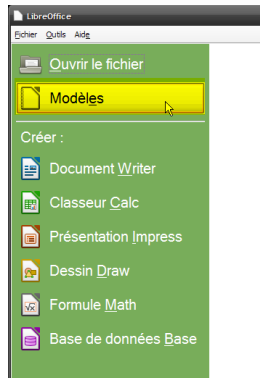 LibreOffice
Fichier Outils Aide
Ouvrir le fichier
Modèles
Créer :
Document Writer
Classeur Calc
Présentation Impress
Dessin Draw
Formule Math
Base de données Base